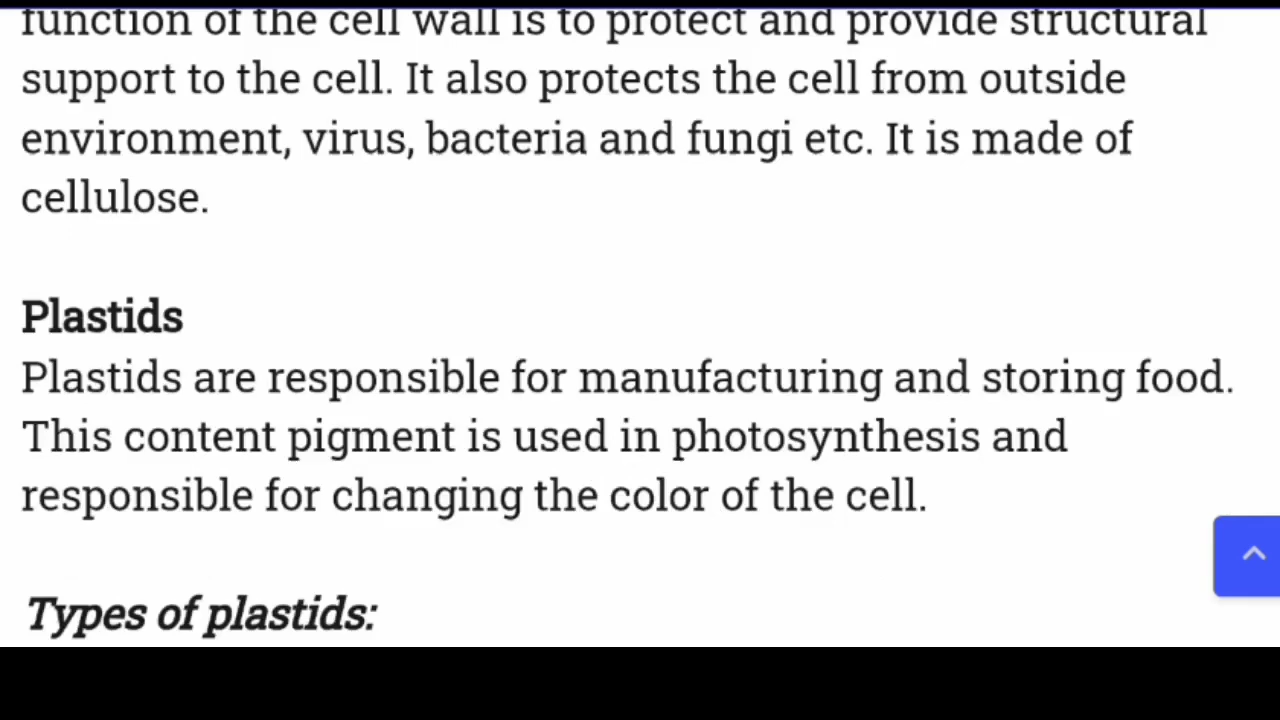 function of the cell wall is to protect and provide structural
support to the cell. It also protects the cell from outside
environment, virus, bacteria and fungi etc. It is made of
cellulose.
Plastids
Plastids are responsible for manufacturing and storing food.
This content pigment is used in photosynthesis and
responsible for changing the color of the cell.
Types of plastids: